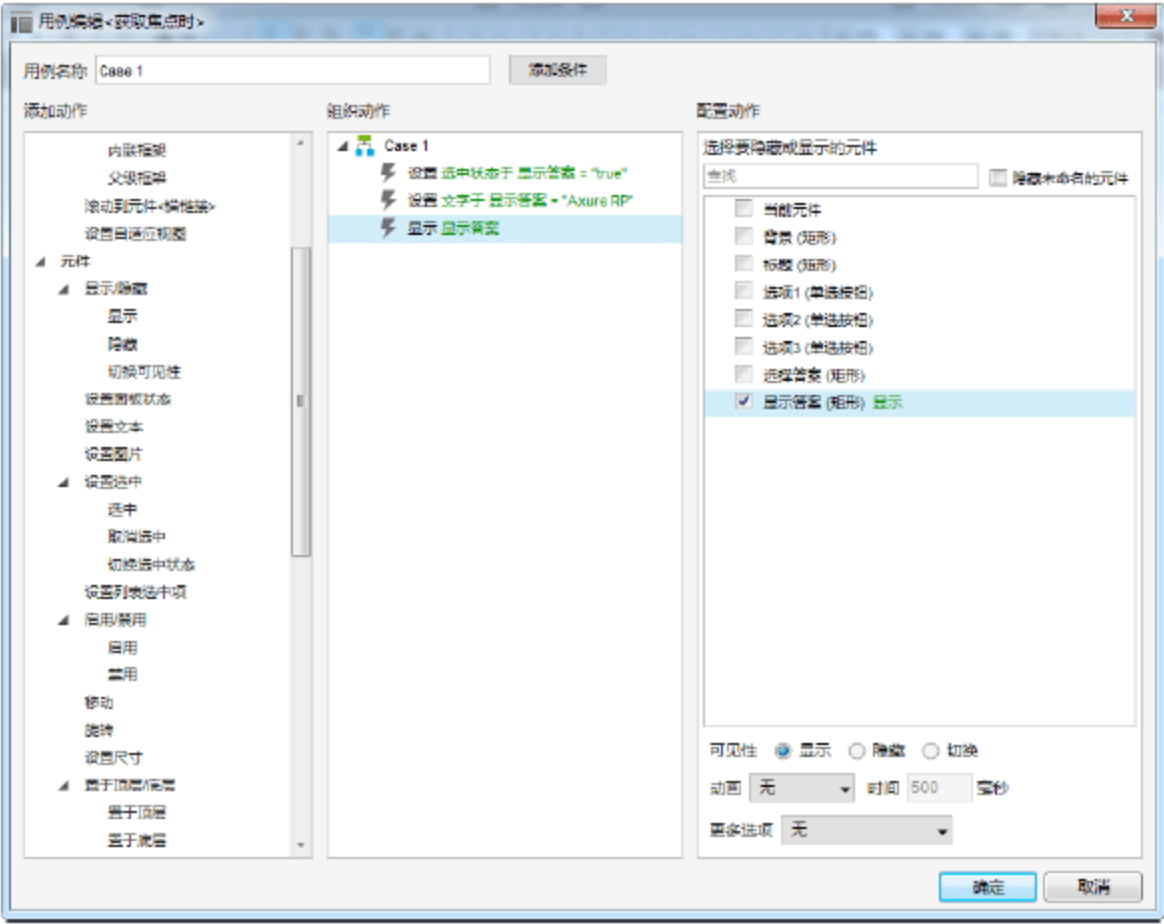 用例编辑<获取焦点时>
用例名称 Case 1 添加条件
添加动作
内联框架
父级框架
滚动到元件<锚链接>
设置自适应视图
元件
显示/隐藏
显示
隐藏
切换可见性
设置面板状态
设置文本
设置图片
设置选中
选中
取消选中
切换选中状态
设置列表选中项
启用/禁用
启用
禁用
移动
旋转
设置尺寸
置于顶层/底层
置于顶层
置于底层
组织动作
Case 1
设置 选中状态于 显示答案 = "true"
设置 文字于 显示答案 = "Axure RP"
显示 显示答案
配置动作
选择要隐藏或显示的元件
查找 隐藏未命名的元件
当前元件
背景 (矩形)
标题 (矩形)
选项1 (单选按钮)
选项2 (单选按钮)
选项3 (单选按钮)
选择答案 (矩形)
显示答案 (矩形) 显示
可见性 显示 隐藏 切换
动画 无 时间 500 毫秒
更多选项 无
确定 取消